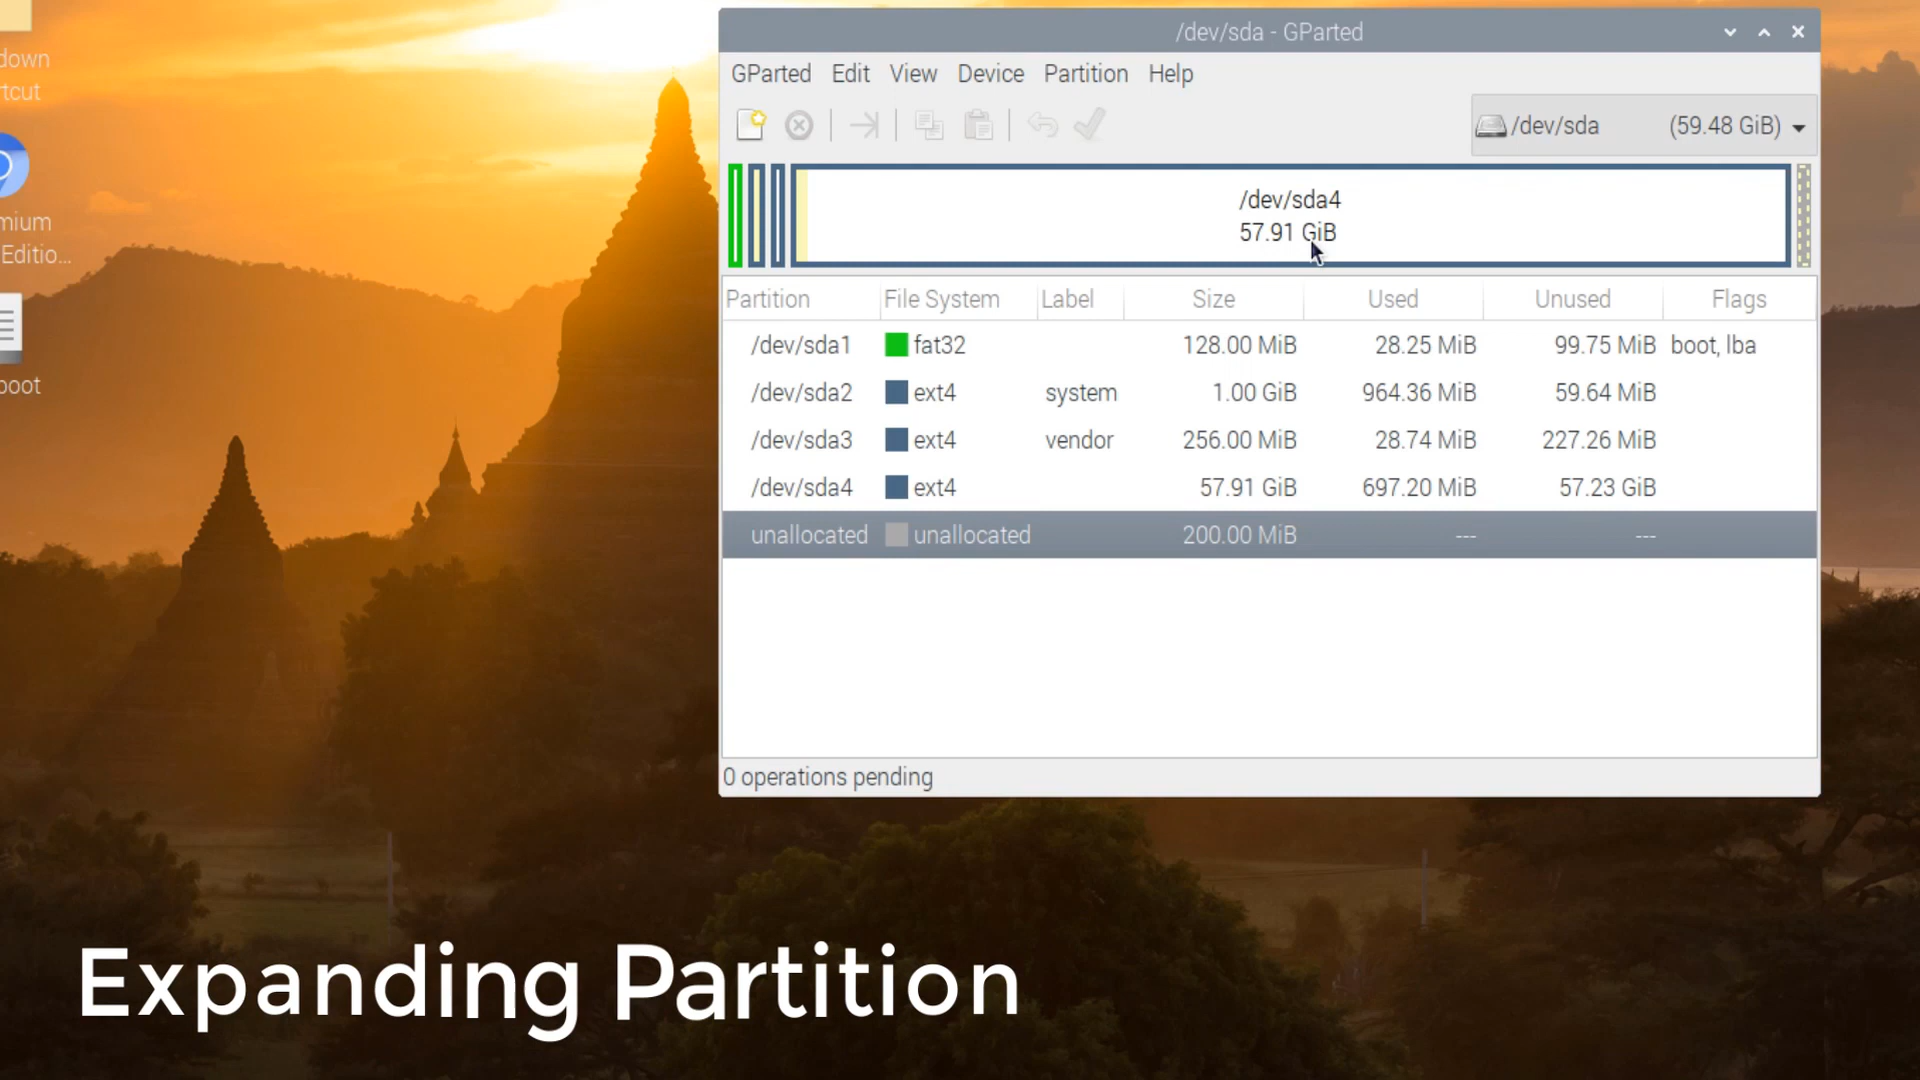 down
rtcut
mium
Editio...
boot
/dev/sda - GParted
GParted Edit View Device Partition Help
/dev/sda (59.48 GiB)
/dev/sda4
57.91 GiB
Partition File System Label Size Used Unused Flags
/dev/sda1 fat32 128.00 MiB 28.25 MiB 99.75 MiB boot, lba
/dev/sda2 ext4 system 1.00 GiB 964.36 MiB 59.64 MiB
/dev/sda3 ext4 vendor 256.00 MiB 28.74 MiB 227.26 MiB
/dev/sda4 ext4 57.91 GiB 697.20 MiB 57.23 GiB
unallocated unallocated 200.00 MiB --- ---
0 operations pending
Expanding Partition